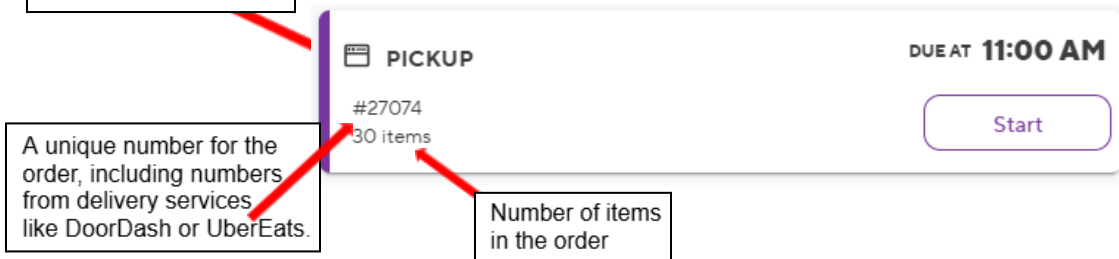 PICKUP
DUE AT 11:00 AM
#27074
30 items
Start
A unique number for the
order, including numbers
from delivery services
like DoorDash or UberEats.
Number of items
in the order